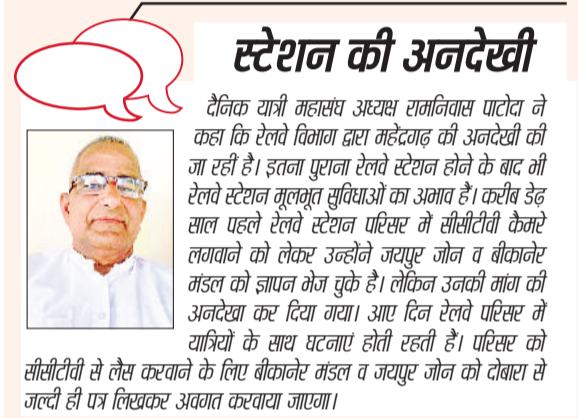 स्टेशन की अनदेखी
दैनिक यात्री महासंघ अध्यक्ष रामनिवास पाटोदा ने
कहा कि रेलवे विभाग द्वारा महेंद्रगढ़ की अनदेखी की
जा रही है। इतना पुराना रेलवे स्टेशन होने के बाद भी
रेलवे स्टेशन मूलभूत सुविधाओं का अभाव हैं। करीब डेढ़
साल पहले रेलवे स्टेशन परिसर में सीसीटीवी कैमरे
लगवाने को लेकर उन्होंने जयपुर जोन व बीकानेर
मंडल को ज्ञापन भेज चुके है। लेकिन उनकी मांग की
अनदेखा कर दिया गया। आए दिन रेलवे परिसर में
यात्रियों के साथ घटनाएं होती रहती हैं। परिसर को
सीसीटीवी से लैस करवाने के लिए बीकानेर मंडल व जयपुर जोन को दोबारा से
जल्दी ही पत्र लिखकर अवगत करवाया जाएगा।